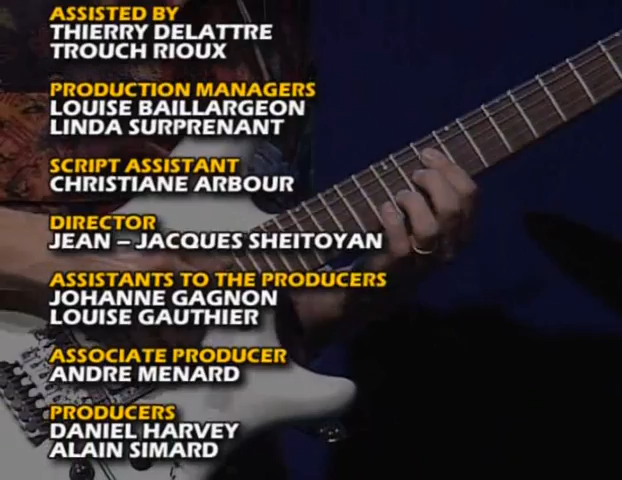 ASSISTED BY
THIERRY DELATTRE
TROUCH RIOUX
PRODUCTION MANAGERS
LOUISE BAILLARGEON
LINDA SURPRENANT
SCRIPT ASSISTANT
CHRISTIANE ARBOUR
DIRECTOR
JEAN – JACQUES SHEITOYAN
ASSISTANTS TO THE PRODUCERS
JOHANNE GAGNON
LOUISE GAUTHIER
ASSOCIATE PRODUCER
ANDRE MENARD
PRODUCERS
DANIEL HARVEY
ALAIN SIMARD